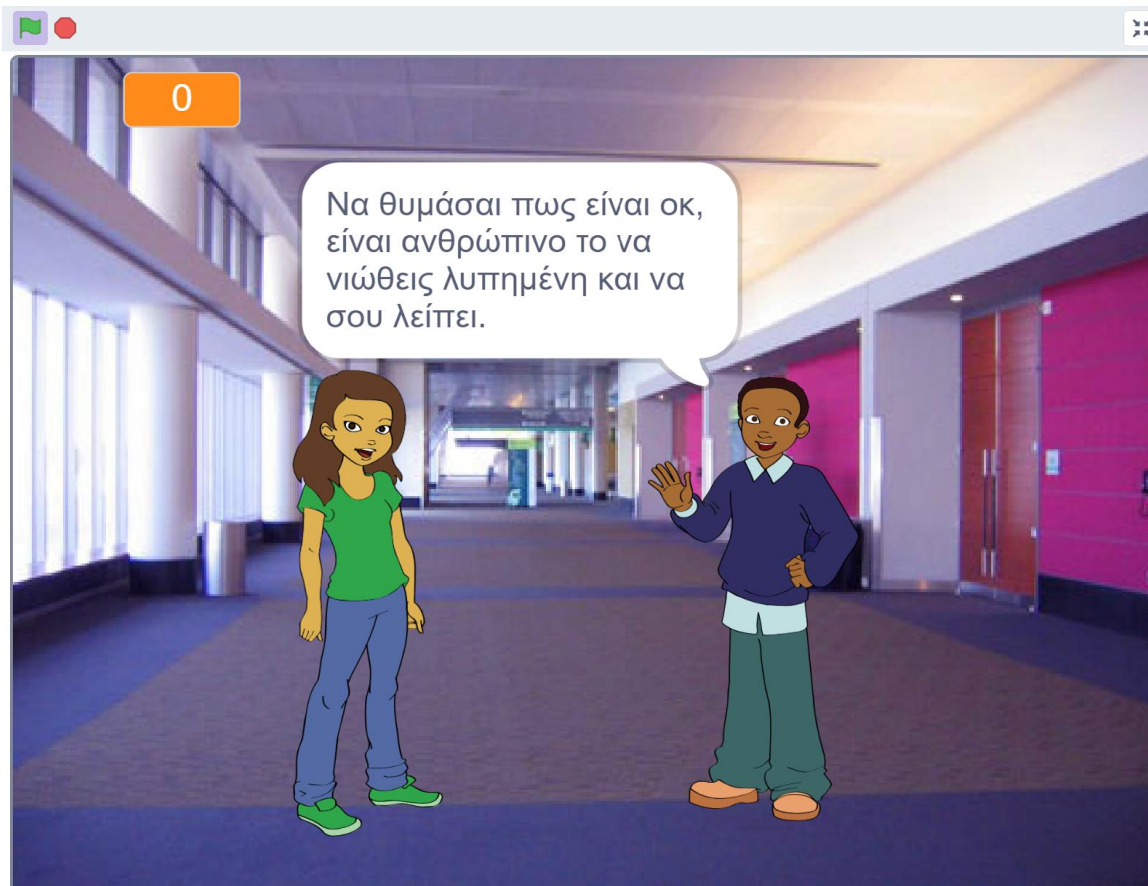 0
Να θυμάσαι πως είναι οκ,
είναι ανθρώπινο το να
νιώθεις λυπημένη και να
σου λείπει.